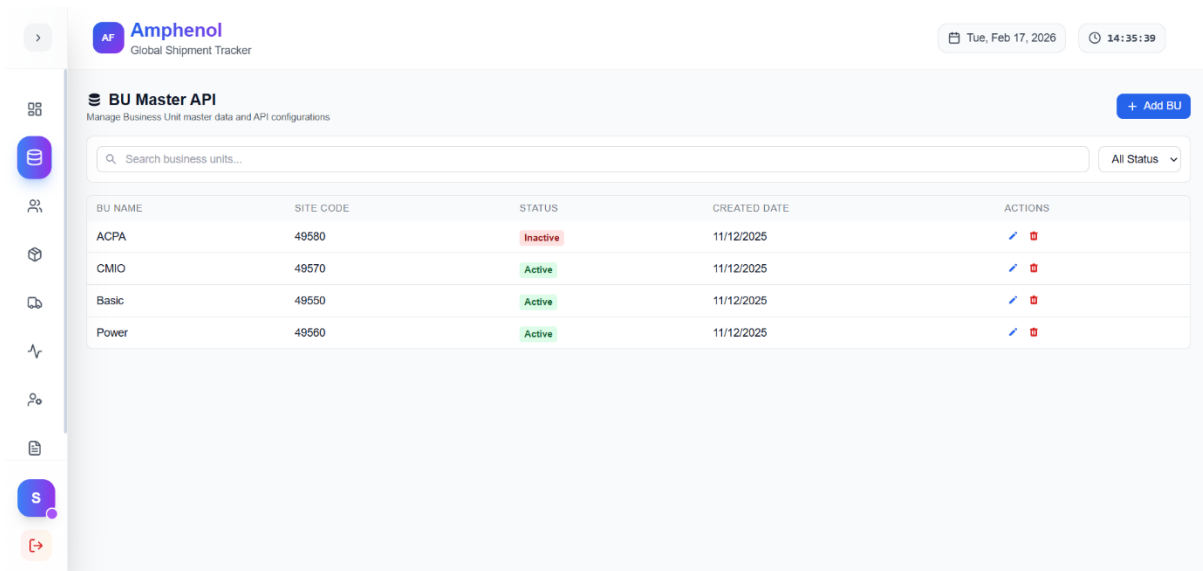 AF
Amphenol
Global Shipment Tracker
Tue, Feb 17, 2026
14:35:39
BU Master API
Manage Business Unit master data and API configurations
+ Add BU
Search business units...
All Status
BU NAME SITE CODE STATUS CREATED DATE ACTIONS
ACPA 49580 Inactive 11/12/2025
CMIO 49570 Active 11/12/2025
Basic 49550 Active 11/12/2025
Power 49560 Active 11/12/2025
S